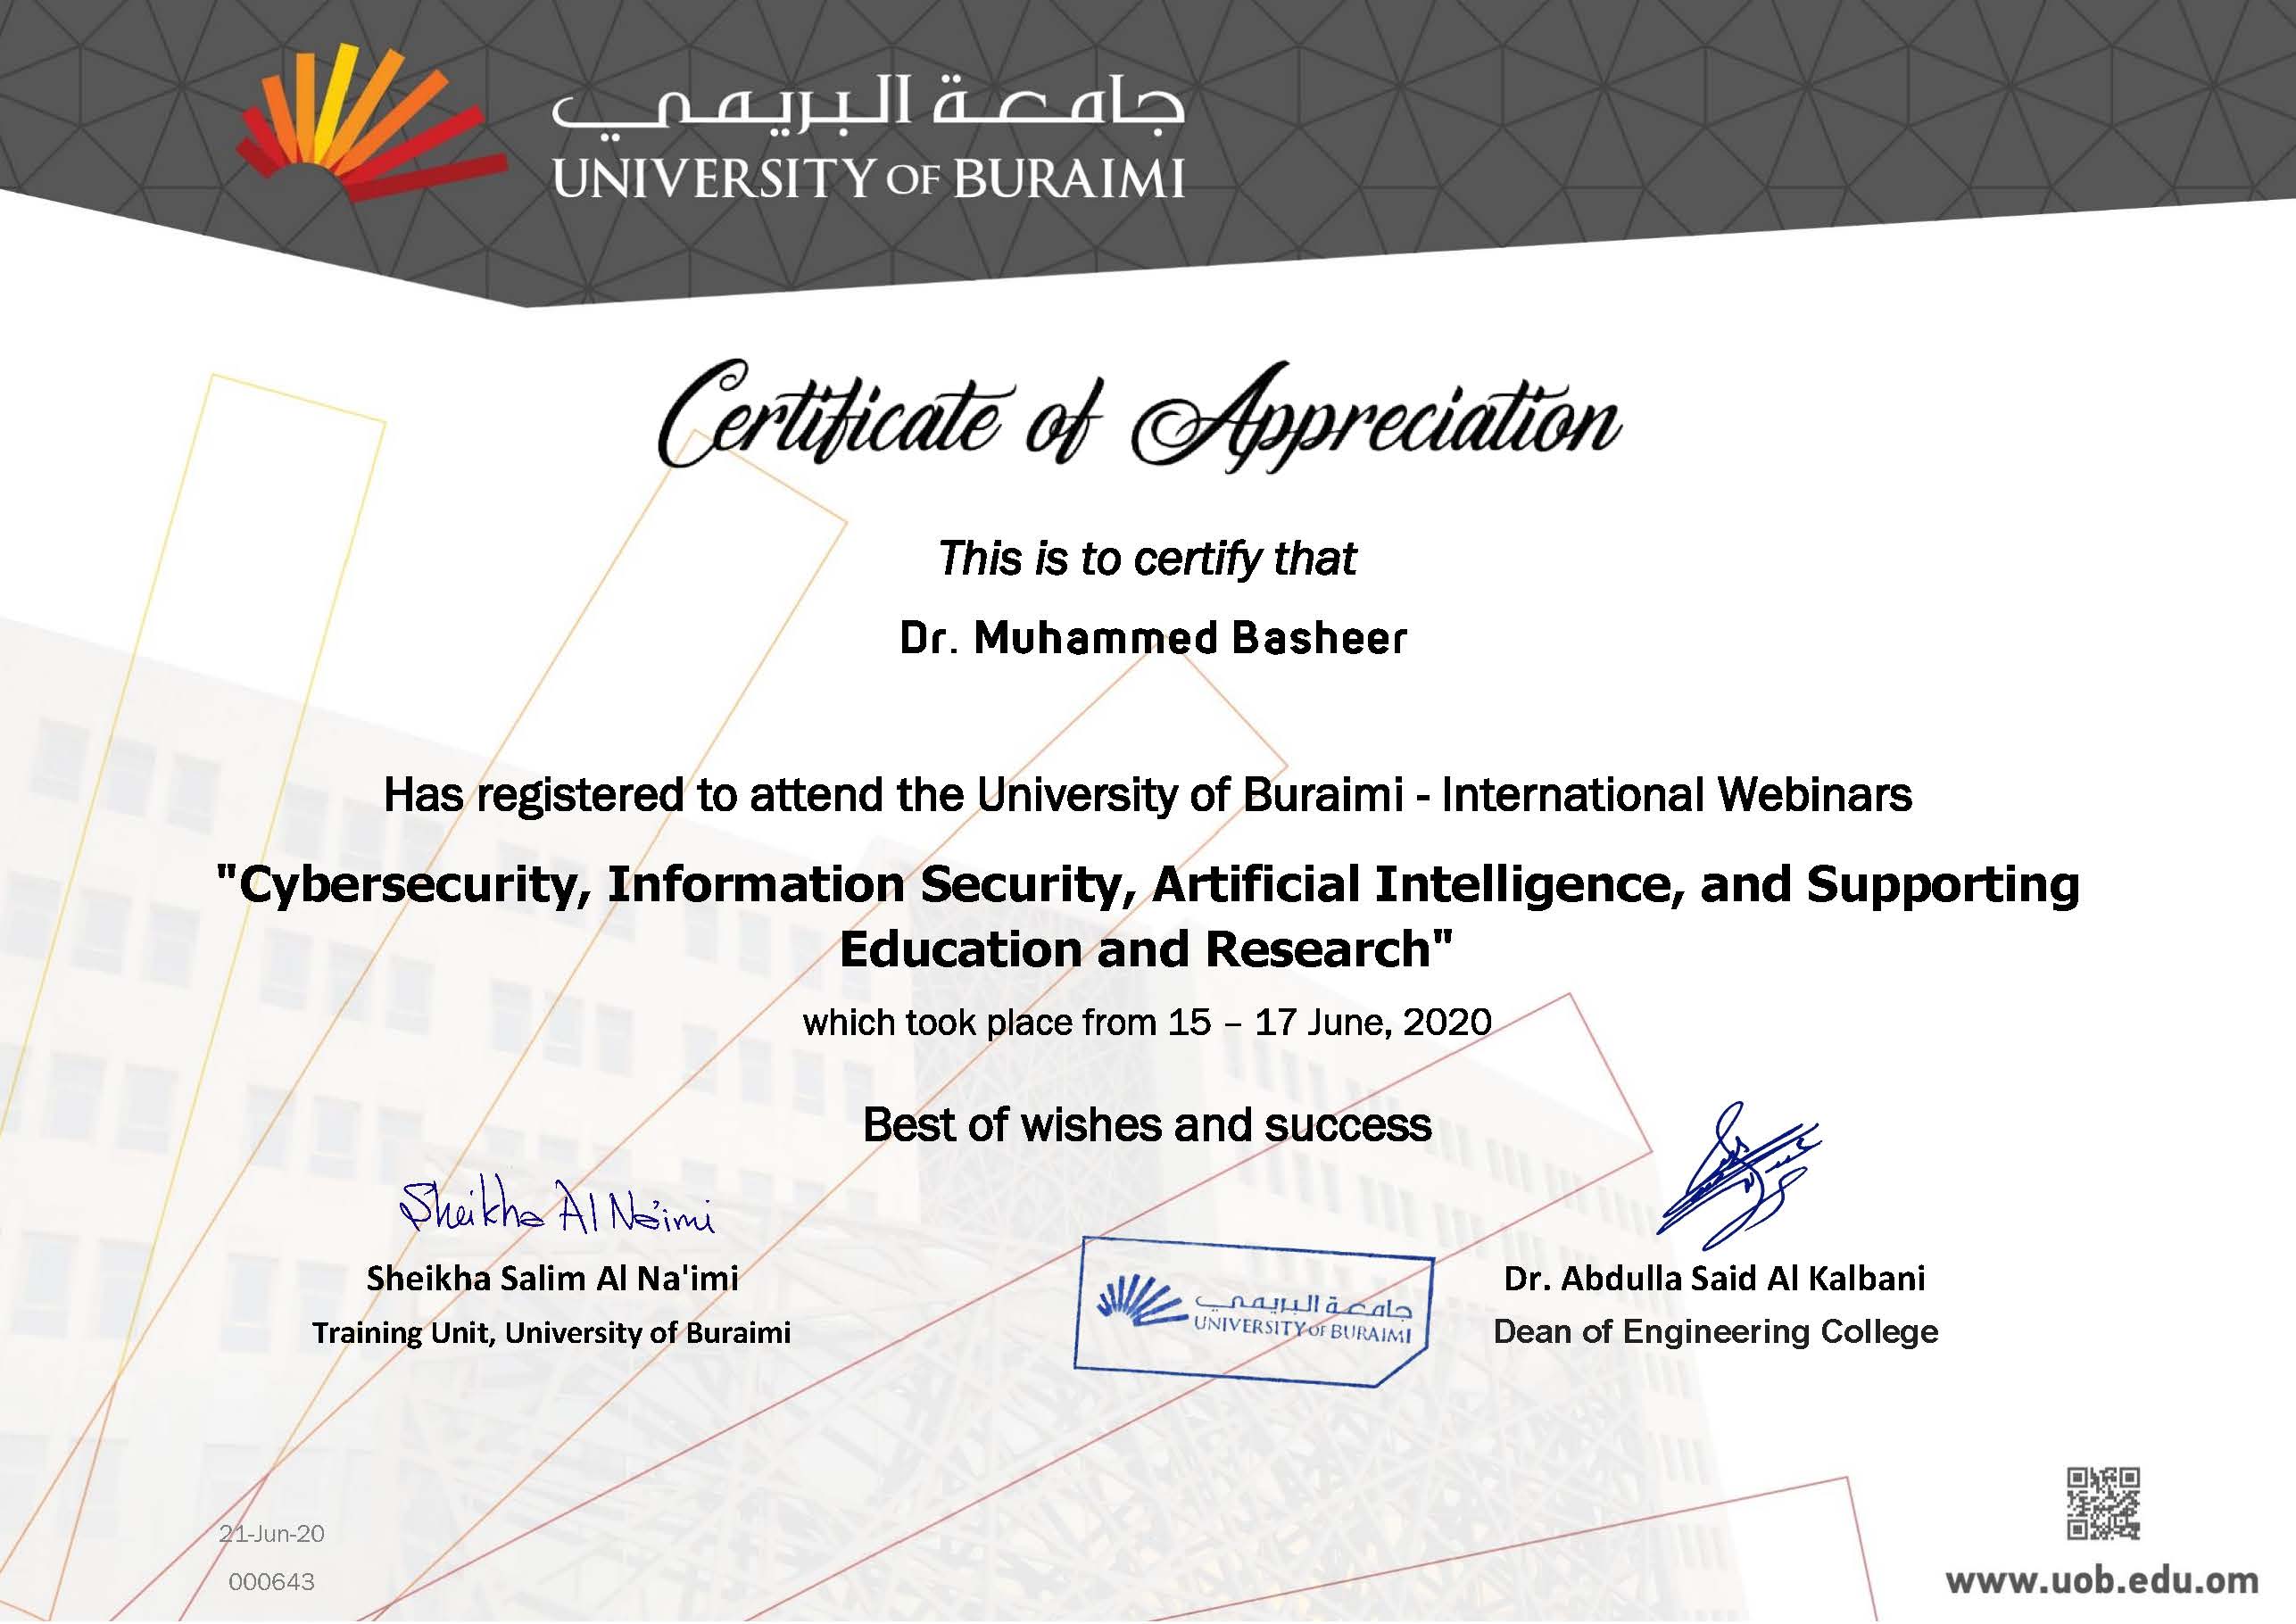 جامعة البريمي
UNIVERSITY OF BURAIMI
Certificate of Appreciation
This is to certify that
Dr. Muhammed Basheer
Has registered to attend the University of Buraimi - International Webinars
"Cybersecurity, Information Security, Artificial Intelligence, and Supporting
Education and Research"
which took place from 15 – 17 June, 2020
Best of wishes and success
Sheikha Al Na'imi
Sheikha Salim Al Na'imi
Training Unit, University of Buraimi
جامعة البريمي
UNIVERSITY OF BURAIMI
Dr. Abdulla Said Al Kalbani
Dean of Engineering College
21-Jun-20
000643
www.uob.edu.om